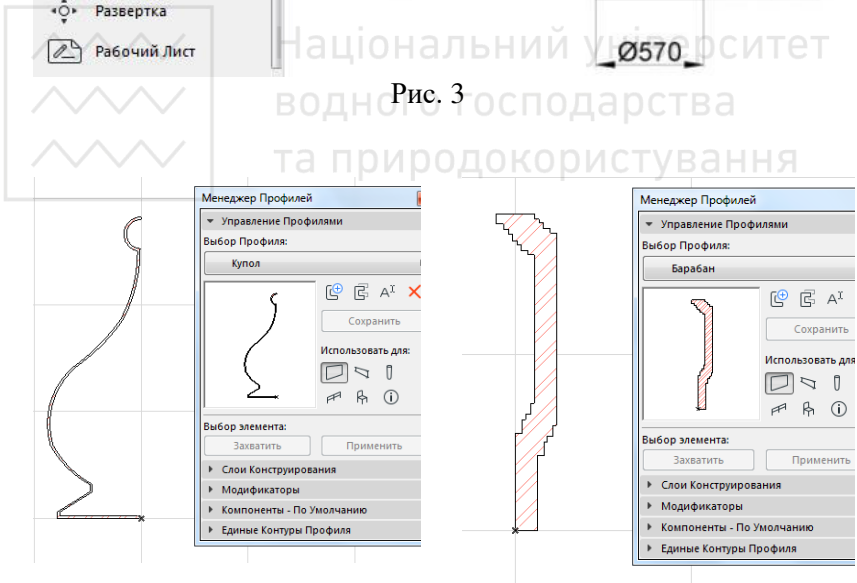 Развертка
Рабочий Лист
Ø570
Національний університет
водного господарства
та природокористування
Рис. 3
Менеджер Профилей
Управление Профилями
Выбор Профиля:
Купол
Сохранить
Использовать для:
Выбор элемента:
Захватить
Применить
Слои Конструирования
Модификаторы
Компоненты - По Умолчанию
Единые Контуры Профиля
Менеджер Профилей
Управление Профилями
Выбор Профиля:
Барабан
Сохранить
Использовать для
Выбор элемента:
Захватить
Применить
Слои Конструирования
Модификаторы
Компоненты - По Умолчанию
Единые Контуры Профиля